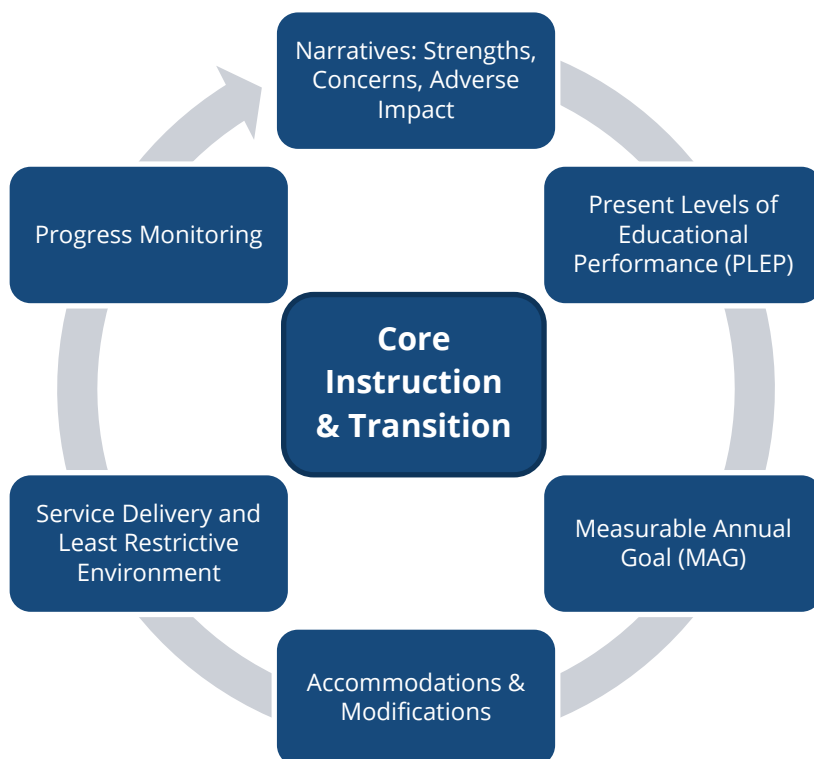 Narratives: Strengths,
Concerns, Adverse
Impact
Progress Monitoring
Present Levels of
Educational
Performance (PLEP)
Core
Instruction
& Transition
Service Delivery and
Least Restrictive
Environment
Measurable Annual
Goal (MAG)
Accommodations &
Modifications